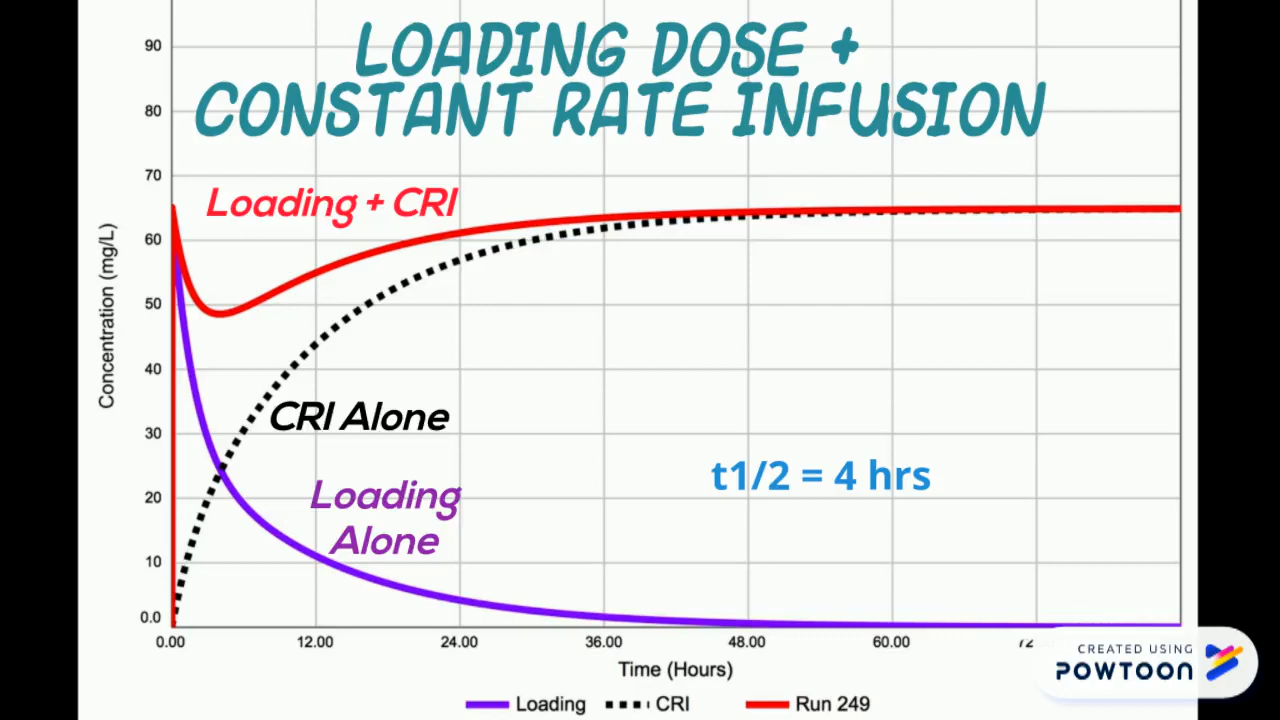 LOADING DOSE +
CONSTANT RATE INFUSION
90
80
70
60
50
40
30
20
10
0.0
Concentration (mg/L)
Loading + CRI
CRI Alone
Loading
Alone
t1/2 = 4 hrs
0.00 12.00 24.00 36.00 48.00 60.00
Time (Hours)
Loading CRI Run 249
CREATED USING
POWTOON